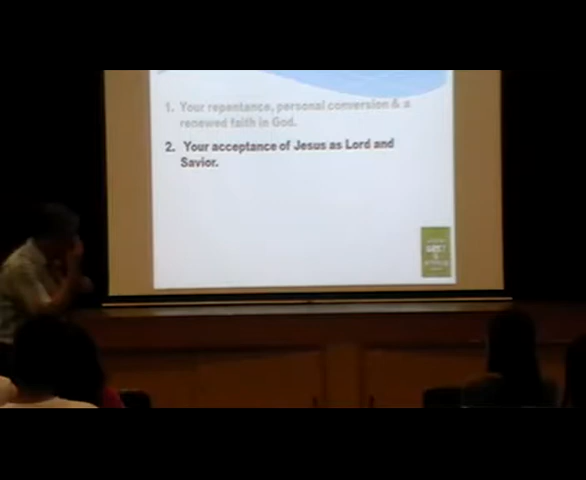 1. Your repentance, personal conversion & a
renewed faith in God.
2. Your acceptance of Jesus as Lord and
Savior.